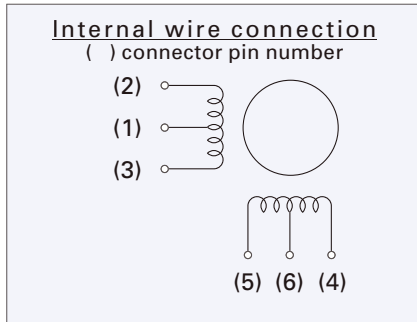 Internal wire connection
( ) connector pin number
(2)
(1)
(3)
(5) (6) (4)